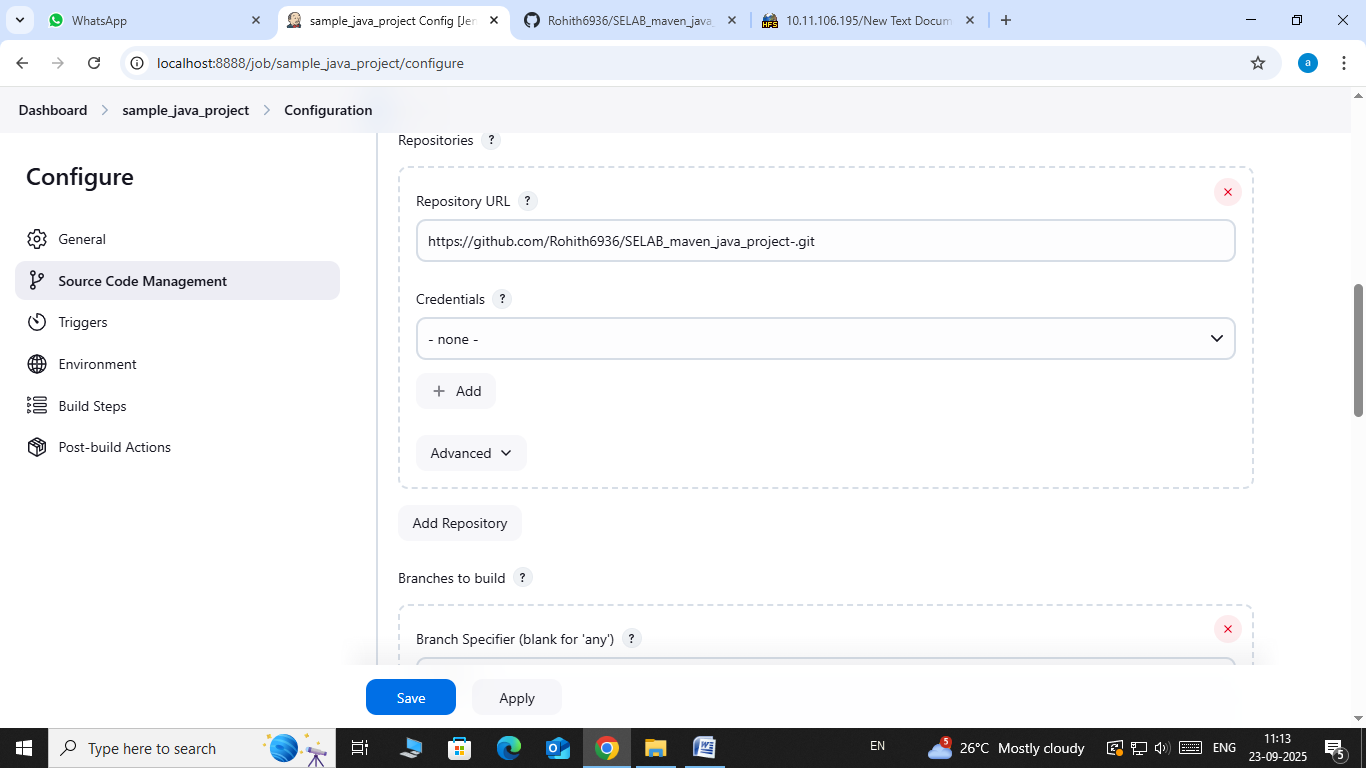 WhatsApp
sample_java_project Config [Jen
Rohith6936/SELAB_maven_java_
10.11.106.195/New Text Docum
localhost:8888/job/sample_java_project/configure
a
Dashboard > sample_java_project > Configuration
Configure
General
Source Code Management
Triggers
Environment
Build Steps
Post-build Actions
Repositories ?
Repository URL ?
https://github.com/Rohith6936/SELAB_maven_java_project-.git
Credentials ?
- none -
+ Add
Advanced
Add Repository
Branches to build ?
Branch Specifier (blank for 'any') ?
Save
Apply
Type here to search
EN
5
26°C Mostly cloudy
ENG
11:13
23-09-2025
5